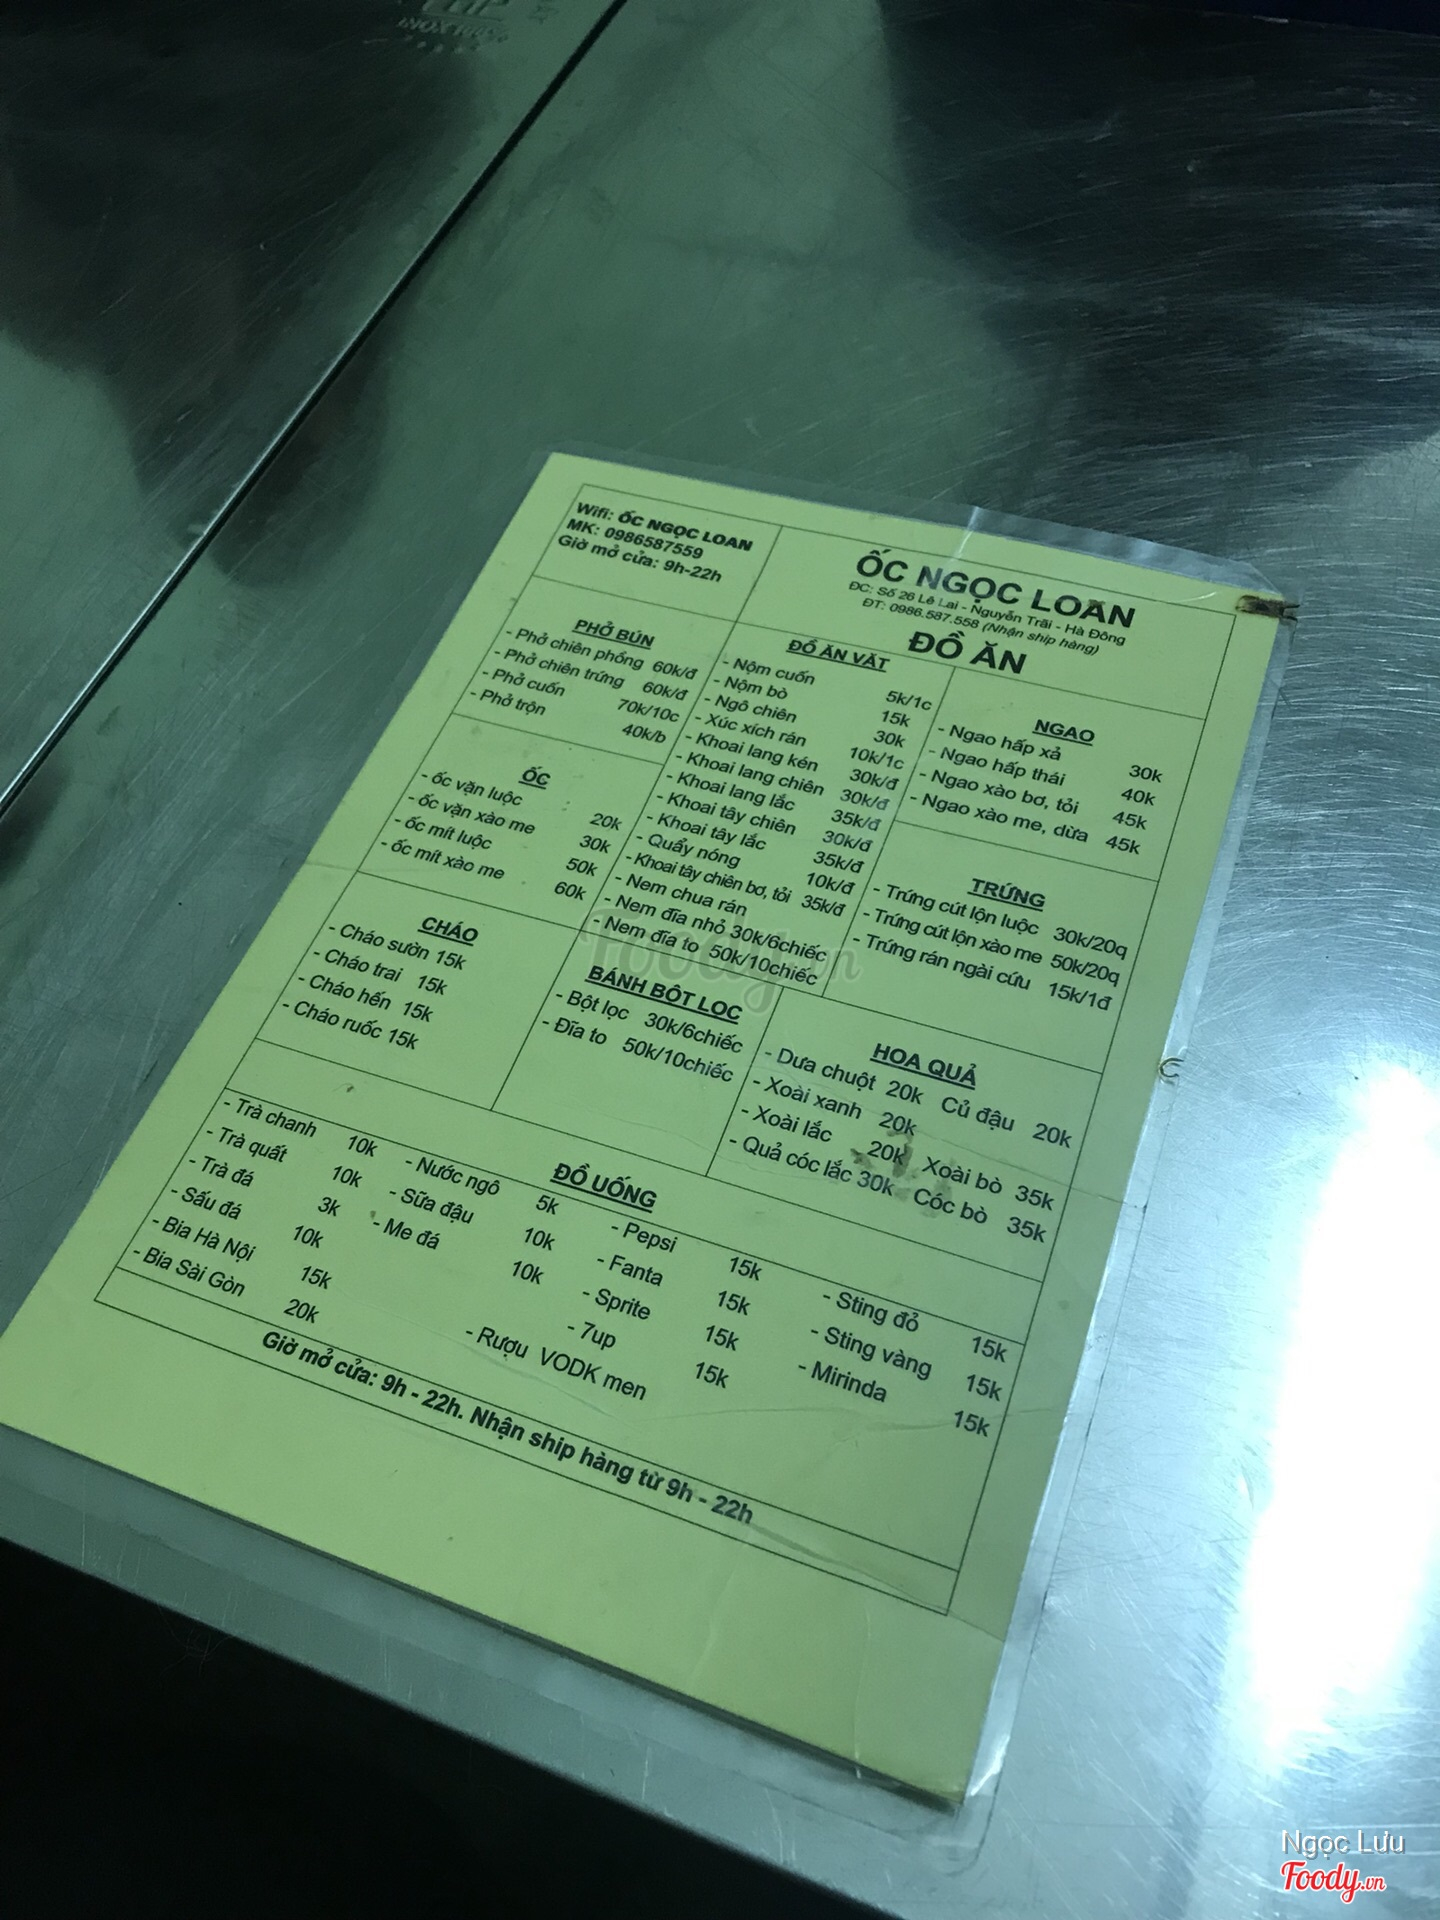 INOX 100%
Wifi: ỐC NGỌC LOAN
MK: 0986587559
Giờ mở cửa: 9h-22h
ỐC NGỌC LOAN
ĐC: Số 26 Lê Lai - Nguyễn Trãi - Hà Đông
ĐT: 0986.587.558 (Nhận ship hàng)
ĐỒ ĂN
PHỞ BÚN
- Phở chiên phồng 60k/đ
- Phở chiên trứng 60k/đ
- Phở cuốn 70k/10c
- Phở trộn 40k/b
ỐC
- ốc vặn luộc 20k
- ốc vặn xào me 30k
- ốc mít luộc 50k
- ốc mít xào me 60k
CHÁO
- Cháo sườn 15k
- Cháo trai 15k
- Cháo hến 15k
- Cháo ruốc 15k
ĐỒ ĂN VẶT
- Nộm cuốn 5k/1c
- Nộm bò 15k
- Ngô chiên 30k
- Xúc xích rán 10k/1c
- Khoai lang kén 30k/đ
- Khoai lang chiên 30k/đ
- Khoai lang lắc 35k/đ
- Khoai tây chiên 30k/đ
- Khoai tây lắc 35k/đ
- Quẩy nóng 10k/đ
- Khoai tây chiên bơ, tỏi 35k/đ
- Nem chua rán
- Nem đĩa nhỏ 30k/6chiếc
- Nem đĩa to 50k/10chiếc
BÁNH BỘT LỌC
- Bột lọc 30k/6chiếc
- Đĩa to 50k/10chiếc
NGAO
- Ngao hấp xả 30k
- Ngao hấp thái 40k
- Ngao xào bơ, tỏi 45k
- Ngao xào me, dừa 45k
TRỨNG
- Trứng cút lộn luộc 30k/20q
- Trứng cút lộn xào me 50k/20q
- Trứng rán ngài cứu 15k/1đ
HOA QUẢ
- Dưa chuột 20k Củ đậu 20k
- Xoài xanh 20k
- Xoài lắc 20k Xoài bò 35k
- Quả cóc lắc 30k Cóc bò 35k
ĐỒ UỐNG
- Trà chanh 10k
- Trà quất 10k
- Trà đá 3k
- Sấu đá 10k
- Bia Hà Nội 15k
- Bia Sài Gòn 20k
- Nước ngô 5k
- Sữa đậu 10k
- Me đá 10k
- Rượu VODK men
- Pepsi 15k
- Fanta 15k
- Sprite 15k
- 7up 15k
- Sting đỏ 15k
- Sting vàng 15k
- Mirinda 15k
Giờ mở cửa: 9h - 22h. Nhận ship hàng từ 9h - 22h
Foody.vn
Ngọc Lưu
Foody.vn